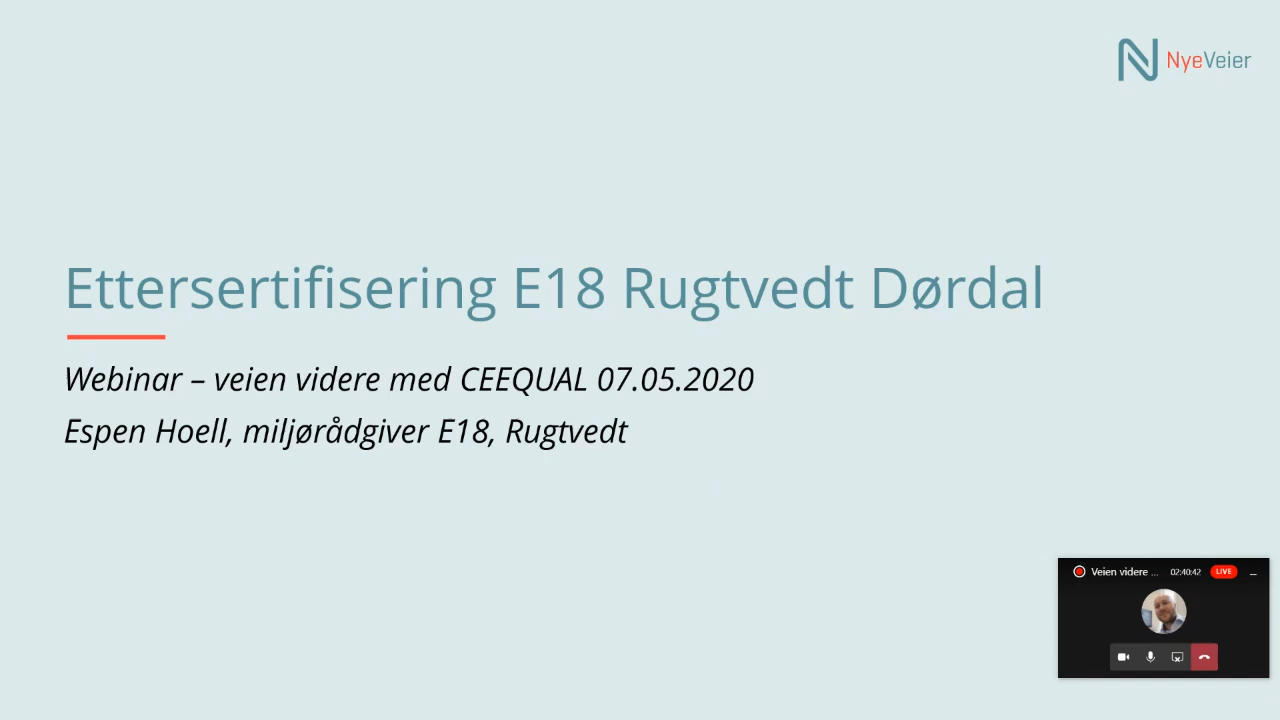 NyeVeier
Ettersertifisering E18 Rugtvedt Dørdal
Webinar – veien videre med CEEQUAL 07.05.2020
Espen Hoell, miljørådgiver E18, Rugtvedt
Veien videre ... 02:40:42 LIVE